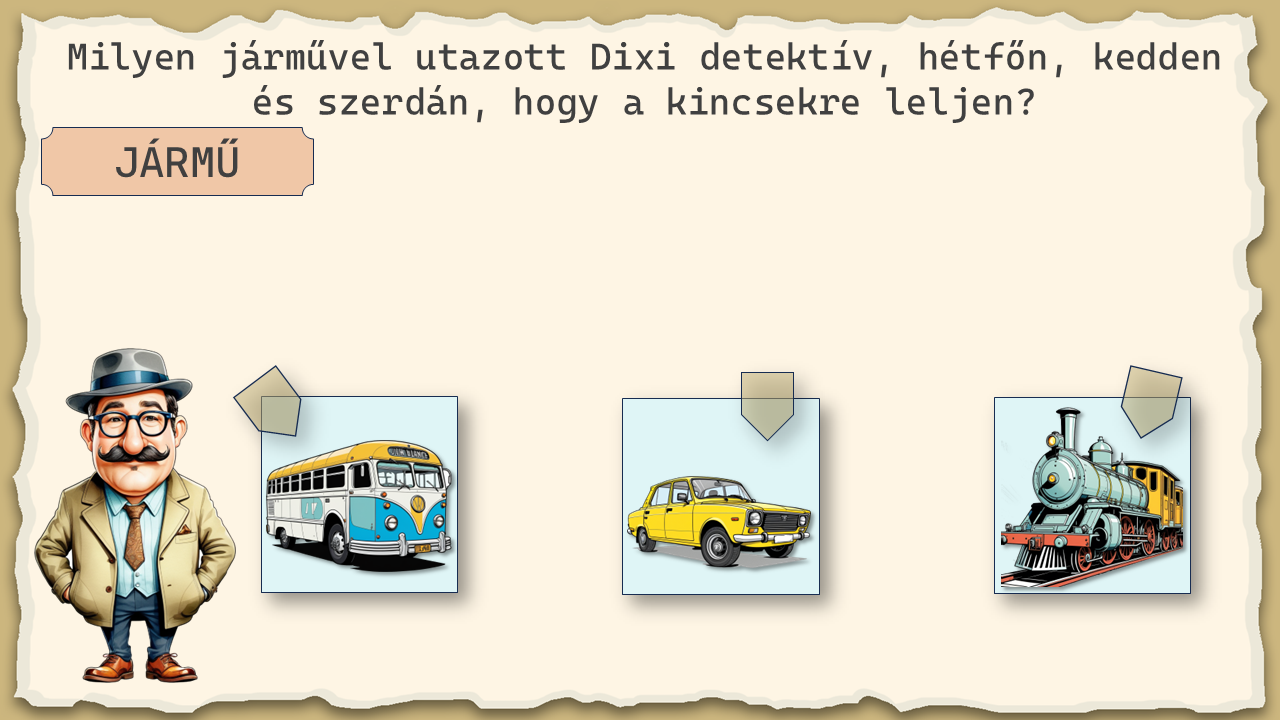 Milyen járművel utazott Dixi detektív, hétfőn, kedden
és szerdán, hogy a kincsekre leljen?
JÁRMŰ